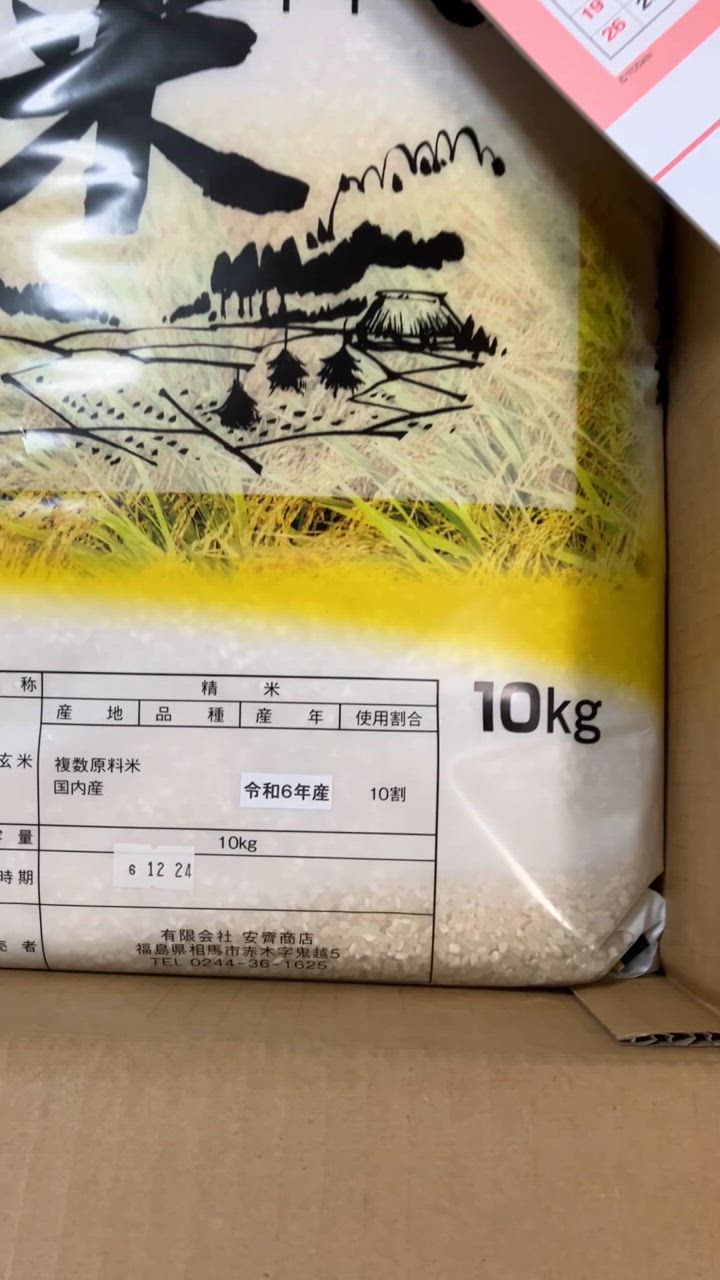 米
19
26
称 精 米
産 地 品 種 産 年 使用割合
玄米
複数原料米
国内産
令和6年産 10割
10kg
量 10kg
時期 6 12 24
者
有限会社 安齊商店
福島県相馬市赤木字鬼越5
TEL 0244-36-1625